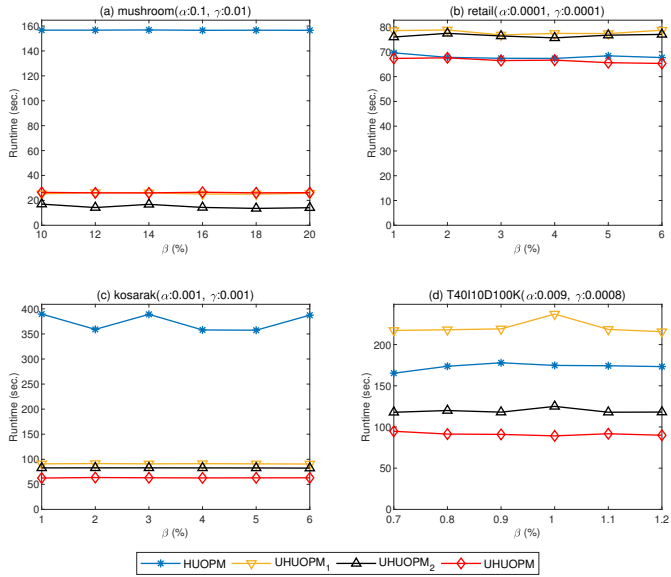 (a) mushroom(α:0.1, γ:0.01)
Runtime (sec.)
160
140
120
100
80
60
40
20
0
10 12 14 16 18 20
β (%)
(b) retail(α:0.0001, γ:0.0001)
Runtime (sec.)
80
70
60
50
40
30
20
10
0
1 2 3 4 5 6
β (%)
(c) kosarak(α:0.001, γ:0.001)
Runtime (sec.)
400
350
300
250
200
150
100
50
0
1 2 3 4 5 6
β (%)
(d) T40I10D100K(α:0.009, γ:0.0008)
Runtime (sec.)
200
150
100
50
0
0.7 0.8 0.9 1 1.1 1.2
β (%)
HUOPM UHUOPM₁ UHUOPM₂ UHUOPM